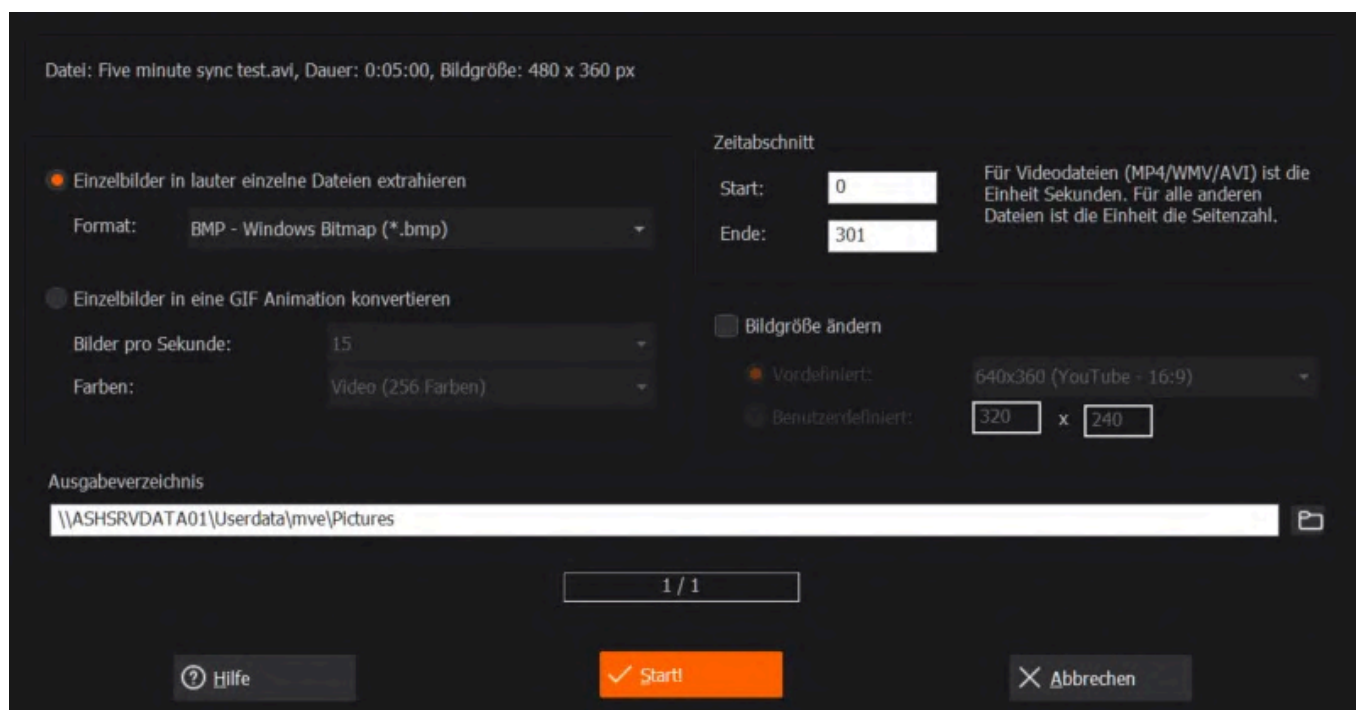 Datei: Five minute sync test.avi, Dauer: 0:05:00, Bildgröße: 480 x 360 px
Einzelbilder in lauter einzelne Dateien extrahieren
Format: BMP - Windows Bitmap (*.bmp)
Einzelbilder in eine GIF Animation konvertieren
Bilder pro Sekunde: 15
Farben: Video (256 Farben)
Zeitabschnitt
Start: 0
Ende: 301
Für Videodateien (MP4/WMV/AVI) ist die
Einheit Sekunden. Für alle anderen
Dateien ist die Einheit die Seitenzahl.
Bildgröße ändern
Vordefiniert: 640x360 (YouTube - 16:9)
Benutzerdefiniert: 320 x 240
Ausgabeverzeichnis
\\ASHSRVDATA01\Userdata\mve\Pictures
1 / 1
Hilfe
Start!
Abbrechen